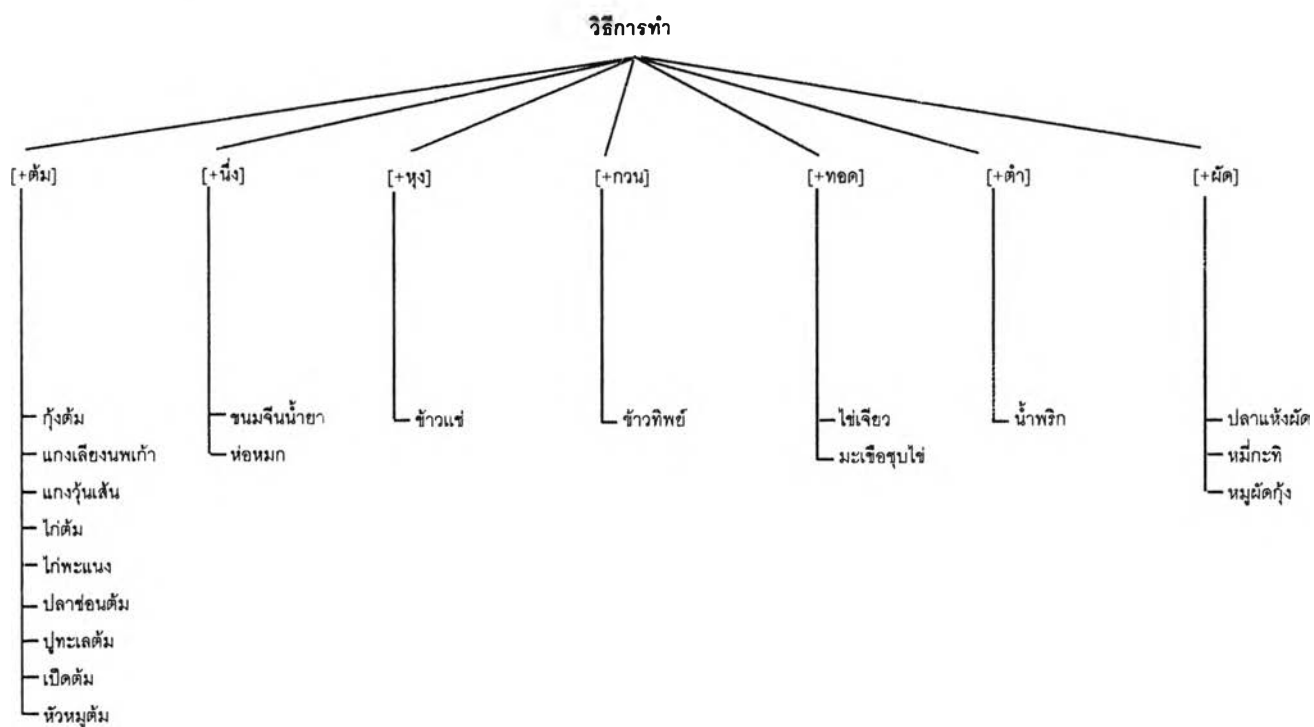 วิธีการทำ
[+ต้ม] [+นึ่ง] [+หุง] [+กวน] [+ทอด] [+ตำ] [+ผัด]
กุ้งต้ม ขนมจีนน้ำยา ข้าวแช่ ข้าวทิพย์ ไข่เจียว น้ำพริก ปลาแห้งผัด
แกงเลียงนพเก้า ห่อหมก มะเขือชุบไข่ หมี่กะทิ
แกงวุ้นเส้น หมูผัดกุ้ง
ไก่ต้ม
ไก่พะแนง
ปลาช่อนต้ม
ปูทะเลต้ม
เป็ดต้ม
หัวหมูต้ม